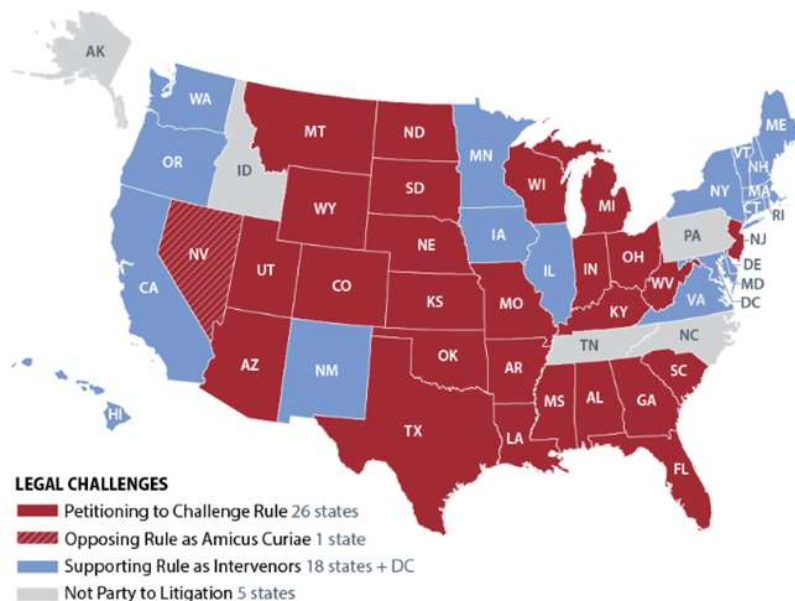 AK
WA
MT
ND
MN
ME
VT
NH
OR
ID
SD
WI
NY
MA
CT
RI
WY
MI
NV
NE
IA
PA
NJ
CA
UT
CO
IL
IN
OH
DE
MD
DC
KS
MO
WV
VA
KY
AZ
NM
OK
AR
TN
NC
SC
MS
AL
GA
HI
TX
LA
FL
LEGAL CHALLENGES
Petitioning to Challenge Rule 26 states
Opposing Rule as Amicus Curiae 1 state
Supporting Rule as Intervenors 18 states + DC
Not Party to Litigation 5 states